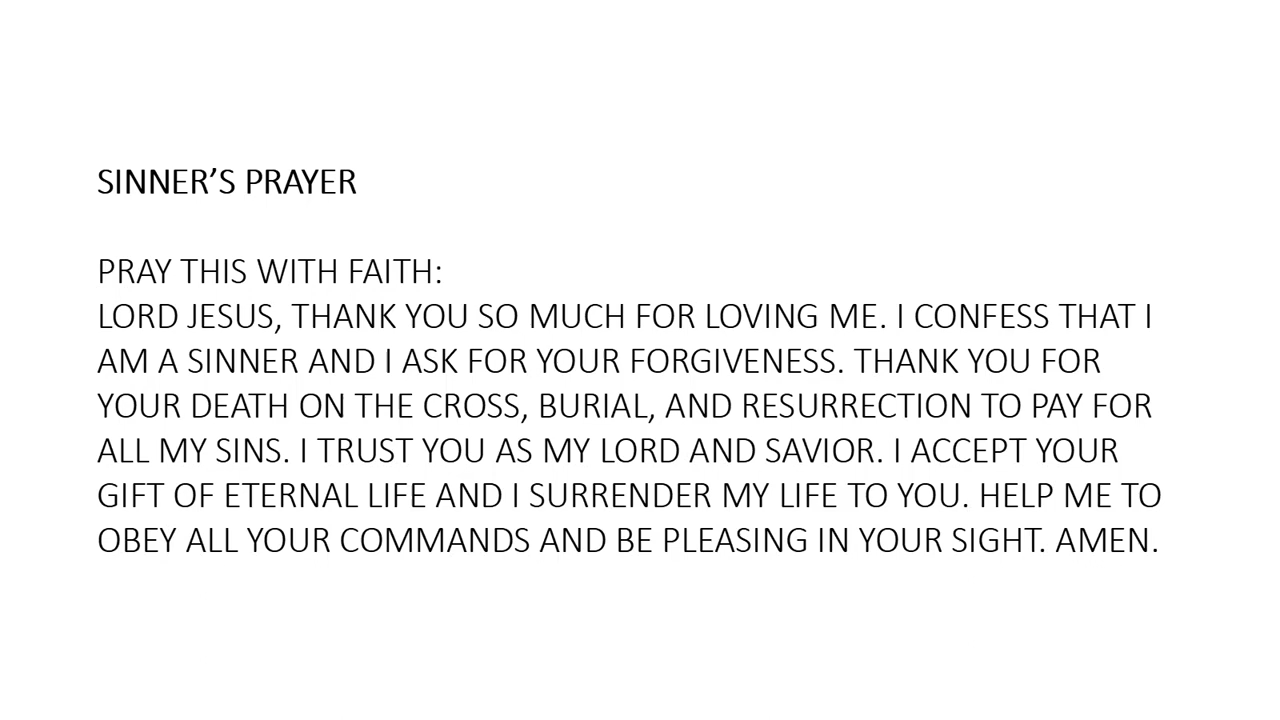 SINNER’S PRAYER
PRAY THIS WITH FAITH:
LORD JESUS, THANK YOU SO MUCH FOR LOVING ME. I CONFESS THAT I
AM A SINNER AND I ASK FOR YOUR FORGIVENESS. THANK YOU FOR
YOUR DEATH ON THE CROSS, BURIAL, AND RESURRECTION TO PAY FOR
ALL MY SINS. I TRUST YOU AS MY LORD AND SAVIOR. I ACCEPT YOUR
GIFT OF ETERNAL LIFE AND I SURRENDER MY LIFE TO YOU. HELP ME TO
OBEY ALL YOUR COMMANDS AND BE PLEASING IN YOUR SIGHT. AMEN.